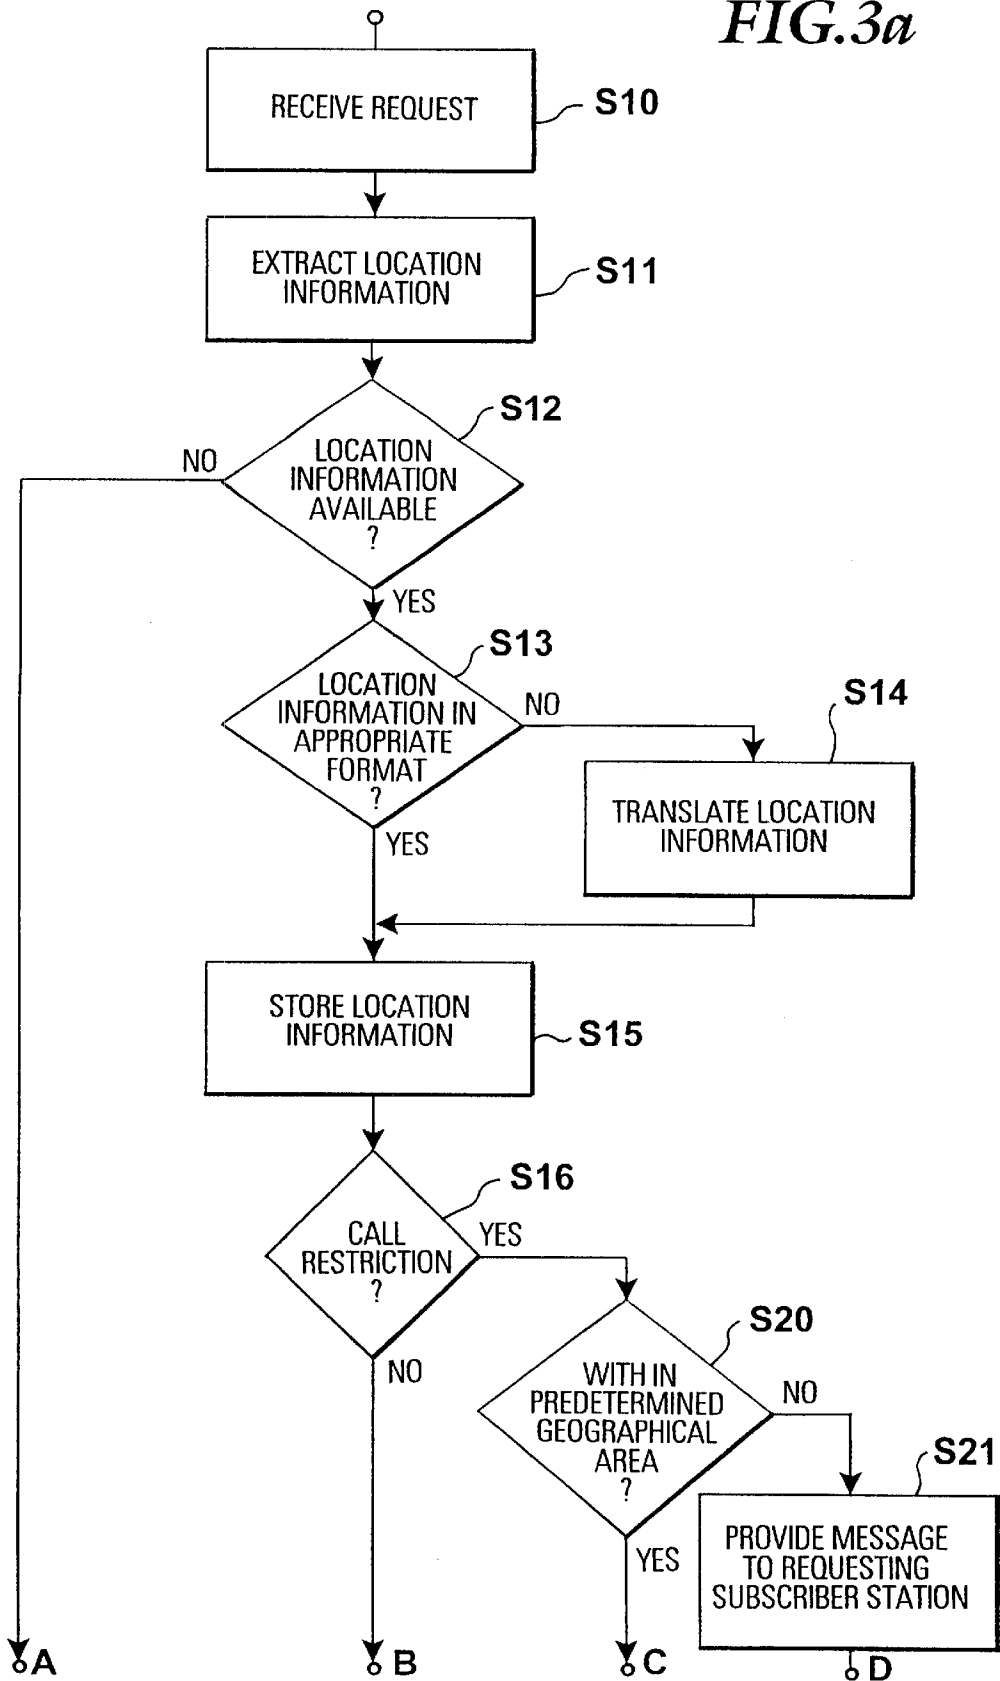 FIG.3a
RECEIVE REQUEST
S10
EXTRACT LOCATION
INFORMATION
S11
S12
NO
LOCATION
INFORMATION
AVAILABLE
?
YES
S13
LOCATION
INFORMATION IN
APPROPRIATE
FORMAT
?
NO
S14
TRANSLATE LOCATION
INFORMATION
YES
STORE LOCATION
INFORMATION
S15
S16
CALL
RESTRICTION
?
YES
NO
S20
WITH IN
PREDETERMINED
GEOGRAPHICAL
AREA
?
NO
S21
YES
PROVIDE MESSAGE
TO REQUESTING
SUBSCRIBER STATION
A
B
C
D